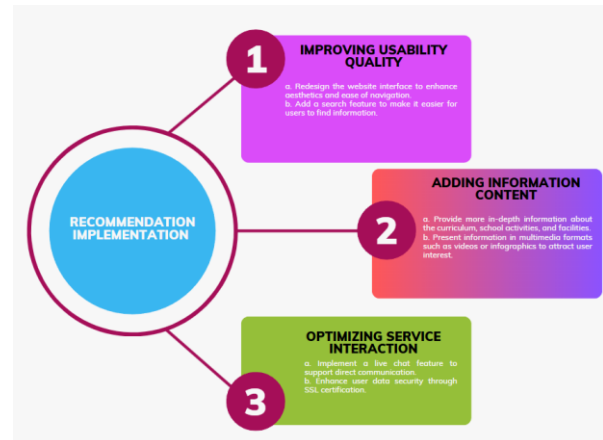 1
IMPROVING USABILITY
QUALITY
a. Redesign the website interface to enhance
aesthetics and ease of navigation.
b. Add a search feature to make it easier for
users to find information.
RECOMMENDATION
IMPLEMENTATION
2
ADDING INFORMATION
CONTENT
a. Provide more in-depth information about
the curriculum, school activities, and facilities.
b. Present information in multimedia formats
such as videos or infographics to attract user
interest.
3
OPTIMIZING SERVICE
INTERACTION
a. Implement a live chat feature to
support direct communication.
b. Enhance user data security through
SSL certification.